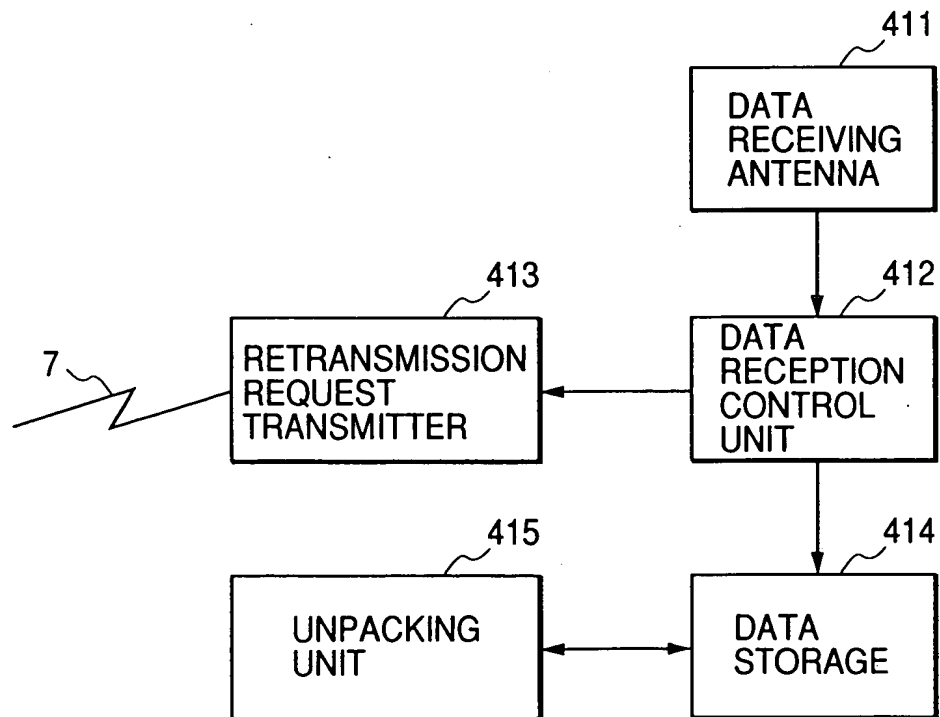 411
DATA
RECEIVING
ANTENNA
413
412
7
RETRANSMISSION
REQUEST
TRANSMITTER
DATA
RECEPTION
CONTROL
UNIT
415
414
UNPACKING
UNIT
DATA
STORAGE